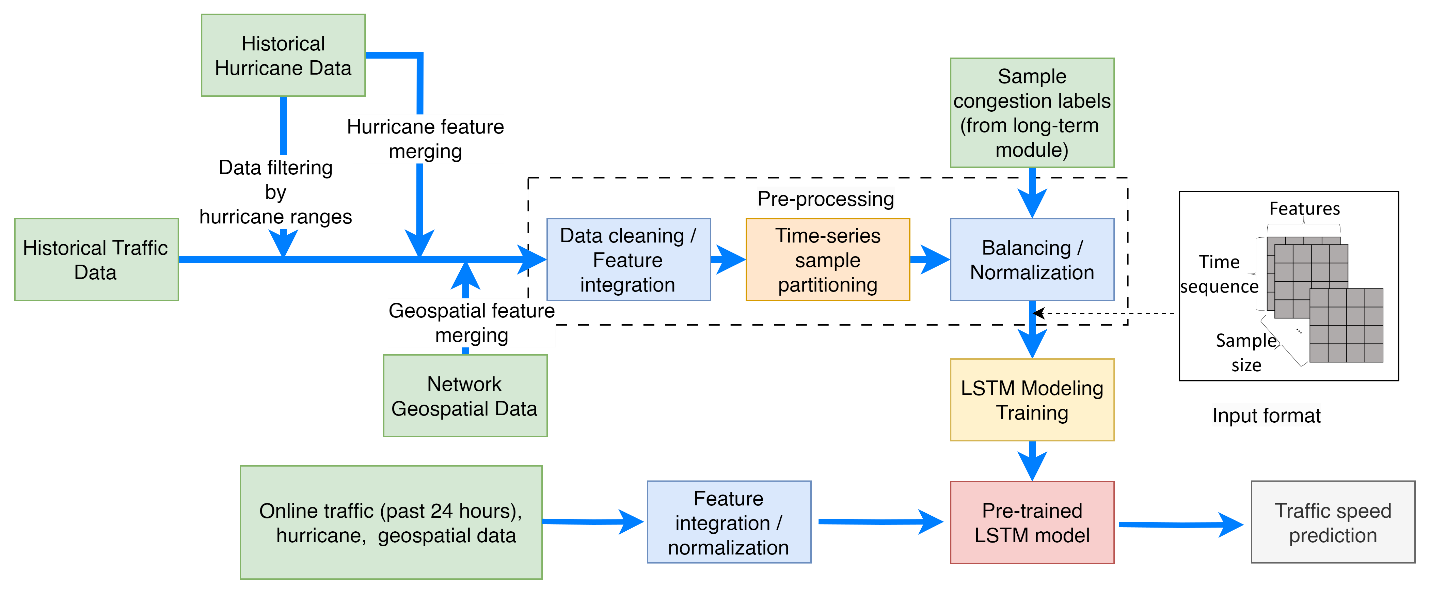 Historical
Hurricane Data
Sample
congestion labels
(from long-term
module)
Hurricane feature
merging
Data filtering
by
hurricane ranges
Pre-processing
Historical Traffic
Data
Data cleaning /
Feature
integration
Time-series
sample
partitioning
Balancing /
Normalization
Features
Time
sequence
Sample
size
Input format
Geospatial feature
merging
Network
Geospatial Data
LSTM Modeling
Training
Online traffic (past 24 hours),
hurricane, geospatial data
Feature
integration /
normalization
Pre-trained
LSTM model
Traffic speed
prediction